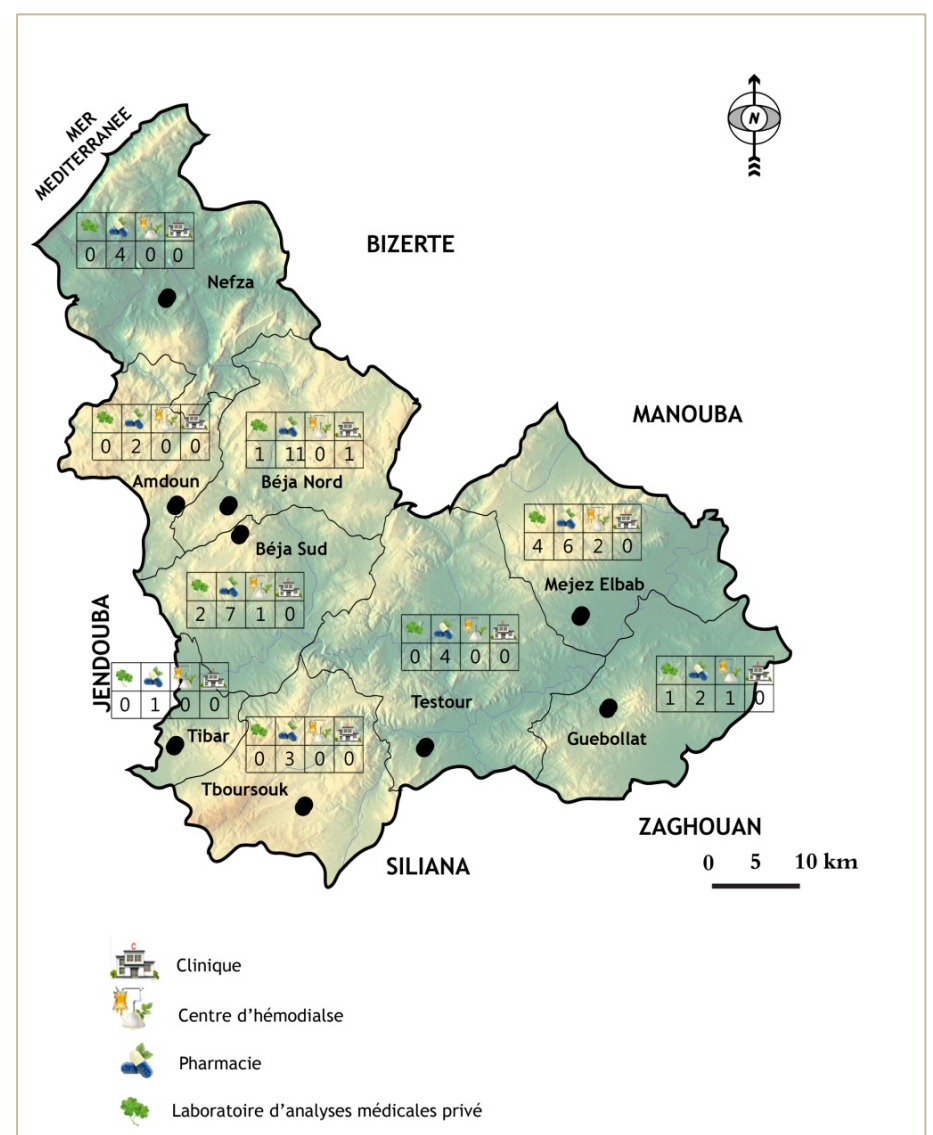 MER
MEDITERRANEE
N
BIZERTE
0 4 0 0
Nefza
MANOUBA
0 2 0 0
Amdoun
1 11 0 1
Béja Nord
Béja Sud
2 7 1 0
4 6 2 0
Mejez Elbab
JENDOUBA
0 1 0 0
Tibar
0 4 0 0
Testour
1 2 1 0
Guebollat
0 3 0 0
Tboursouk
ZAGHOUAN
SILIANA
0 5 10 km
C
Clinique
Centre d'hémodialse
Pharmacie
Laboratoire d'analyses médicales privé